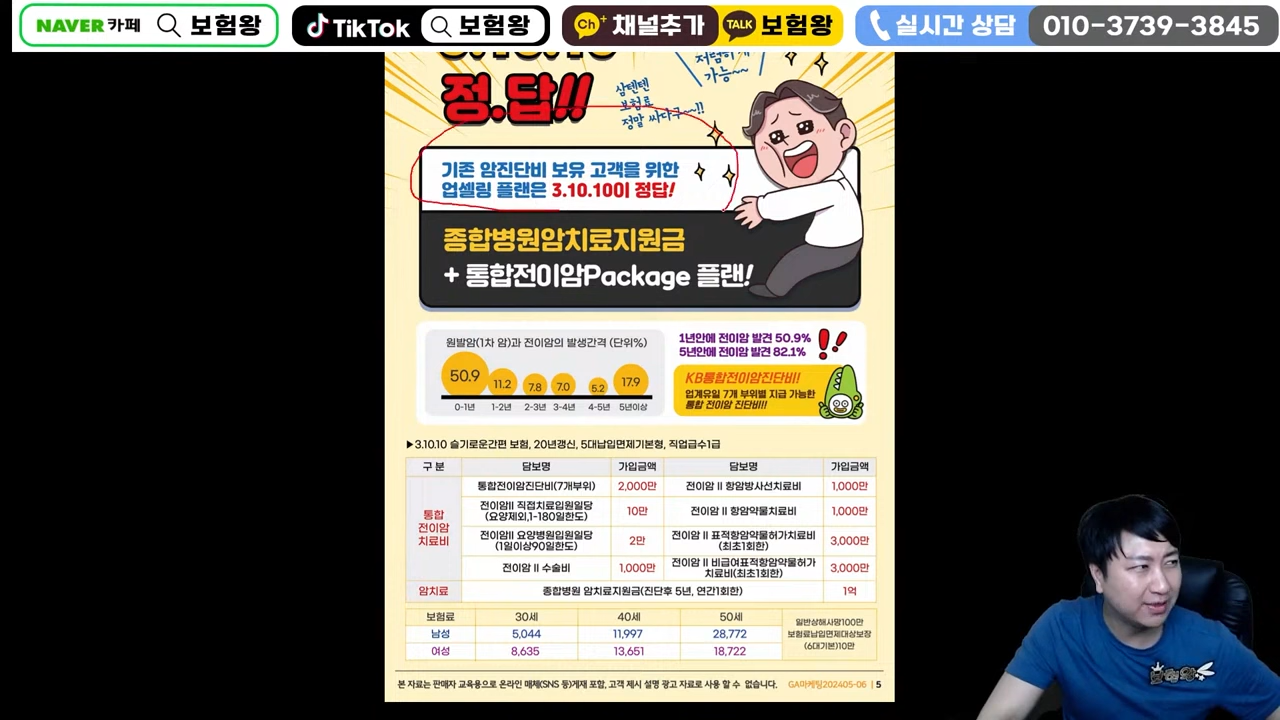 NAVER 카페 보험왕
TikTok 보험왕
Ch+ 채널추가 TALK 보험왕
실시간 상담 010-3739-3845
가능~~
정.답!!
삼텐텐
보험료
정말 싸다구~~!!
기존 암진단비 보유 고객을 위한
업셀링 플랜은 3.10.10이 정답!
종합병원암치료지원금
+ 통합전이암Package 플랜!
원발암(1차 암)과 전이암의 발생간격 (단위%)
50.9 11.2 7.8 7.0 5.2 17.9
0-1년 1-2년 2-3년 3-4년 4-5년 5년이상
1년안에 전이암 발견 50.9%
5년안에 전이암 발견 82.1%
KB통합전이암진단비!
업계유일 7개 부위별 지급 가능한
통합 전이암 진단비!!
▶3.10.10 슬기로운간편 보험, 20년갱신, 5대납입면제기본형, 직업급수1급
구 분 담보명 가입금액 담보명 가입금액
통합
전이암
치료비
통합전이암진단비(7개부위) 2,000만 전이암 II 항암방사선치료비 1,000만
전이암II 직접치료입원일당
(요양제외,1-180일한도)
10만 전이암 II 항암약물치료비 1,000만
전이암II 요양병원입원일당
(1일이상90일한도)
2만
전이암 II 표적항암약물허가치료비
(최초1회한)
3,000만
전이암 II 수술비 1,000만
전이암 II 비급여표적항암약물허가
치료비(최초1회한)
3,000만
암치료 종합병원 암치료지원금(진단후 5년, 연간1회한) 1억
보험료 30세 40세 50세
남성 5,044 11,997 28,772
여성 8,635 13,651 18,722
일반상해사망100만
보험료납입면제대상보장
(6대기본)10만
본 자료는 판매자 교육용으로 온라인 매체(SNS 등)게재 포함, 고객 제시 설명 광고 자료로 사용 할 수 없습니다. GA마케팅202405-06 | 5
보험왕